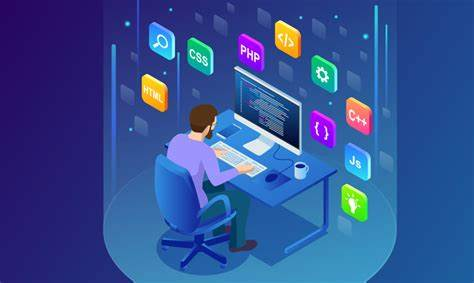 </>
PHP
CSS
HTML
C++
{ }
Js